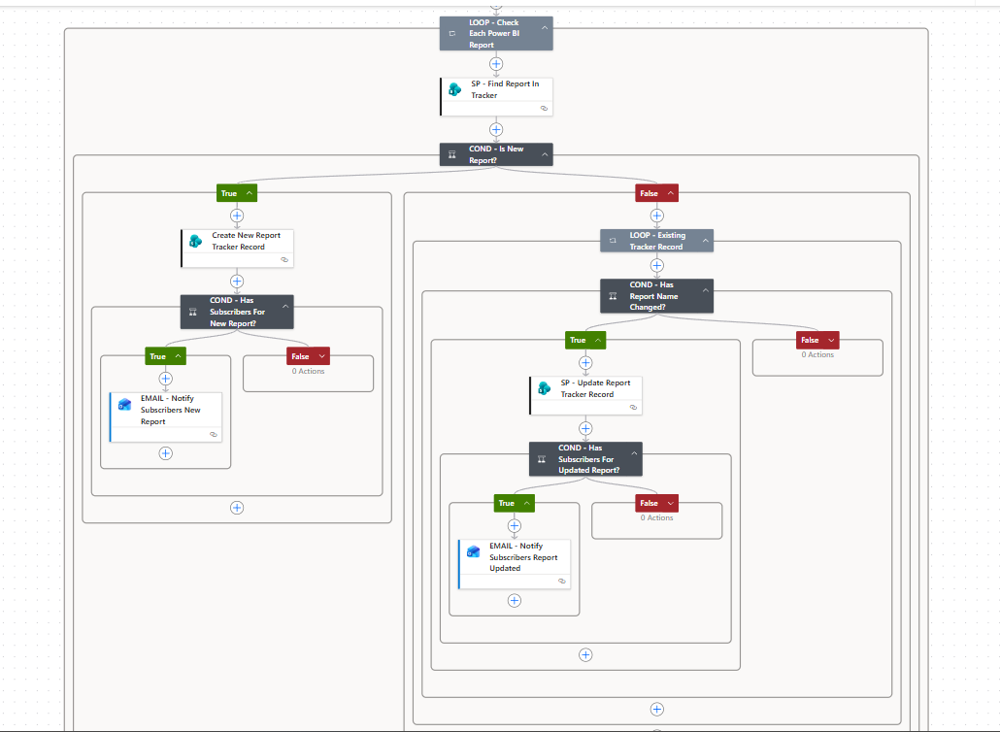 LOOP - Check
Each Power BI
Report
SP - Find Report In
Tracker
COND - Is New
Report?
True
False
Create New Report
Tracker Record
LOOP - Existing
Tracker Record
COND - Has
Report Name
Changed?
COND - Has
Subscribers For
New Report?
True
False
0 Actions
True
False
0 Actions
EMAIL - Notify
Subscribers New
Report
SP - Update Report
Tracker Record
COND - Has
Subscribers For
Updated Report?
True
False
0 Actions
EMAIL - Notify
Subscribers Report
Updated